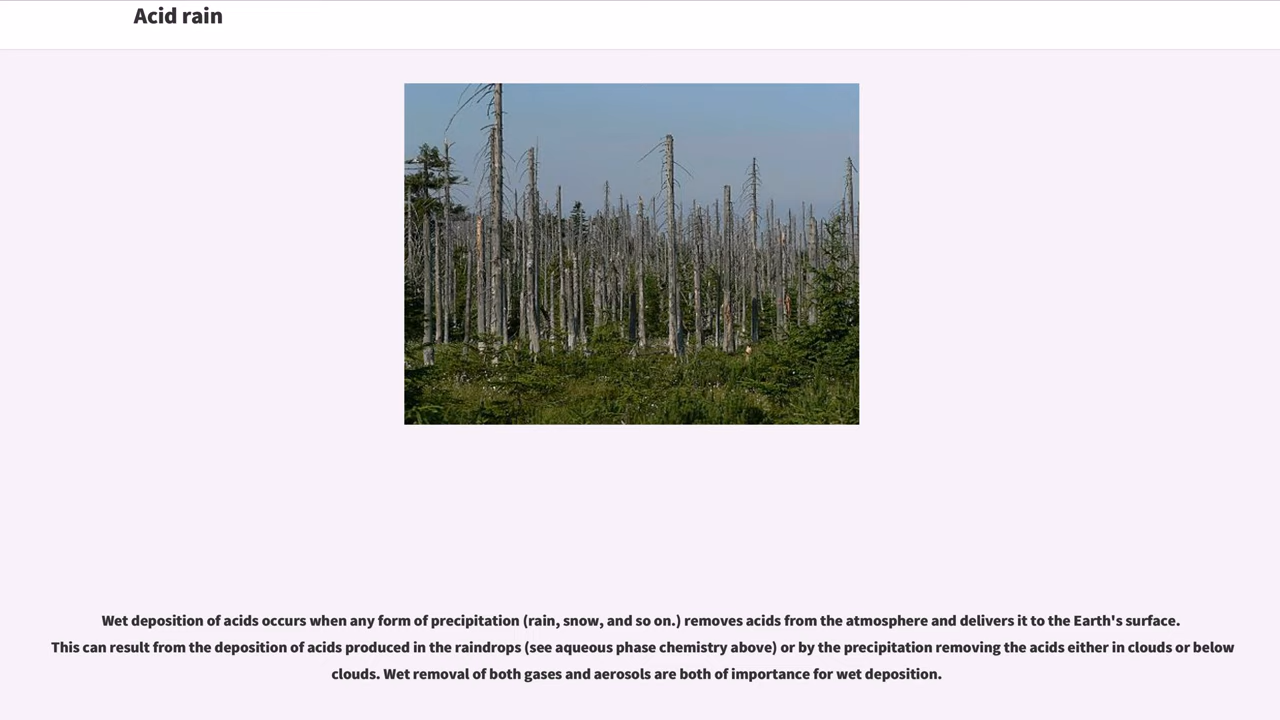 Acid rain
Wet deposition of acids occurs when any form of precipitation (rain, snow, and so on.) removes acids from the atmosphere and delivers it to the Earth's surface.
This can result from the deposition of acids produced in the raindrops (see aqueous phase chemistry above) or by the precipitation removing the acids either in clouds or below
clouds. Wet removal of both gases and aerosols are both of importance for wet deposition.